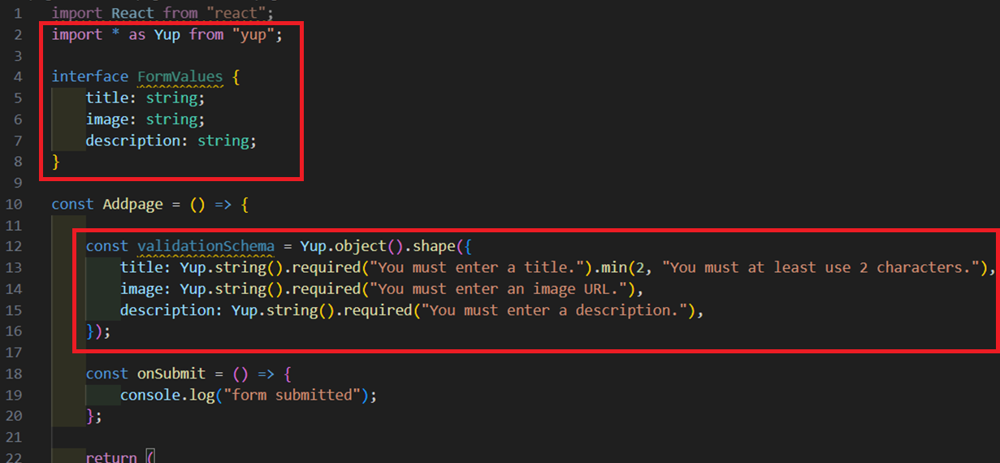 1 import React from "react";
2 import * as Yup from "yup";
3
4 interface FormValues {
5 title: string;
6 image: string;
7 description: string;
8 }
9
10 const Addpage = () => {
11
12 const validationSchema = Yup.object().shape({
13 title: Yup.string().required("You must enter a title.").min(2, "You must at least use 2 characters."),
14 image: Yup.string().required("You must enter an image URL."),
15 description: Yup.string().required("You must enter a description."),
16 });
17
18 const onSubmit = () => {
19 console.log("form submitted");
20 };
21
22 return (